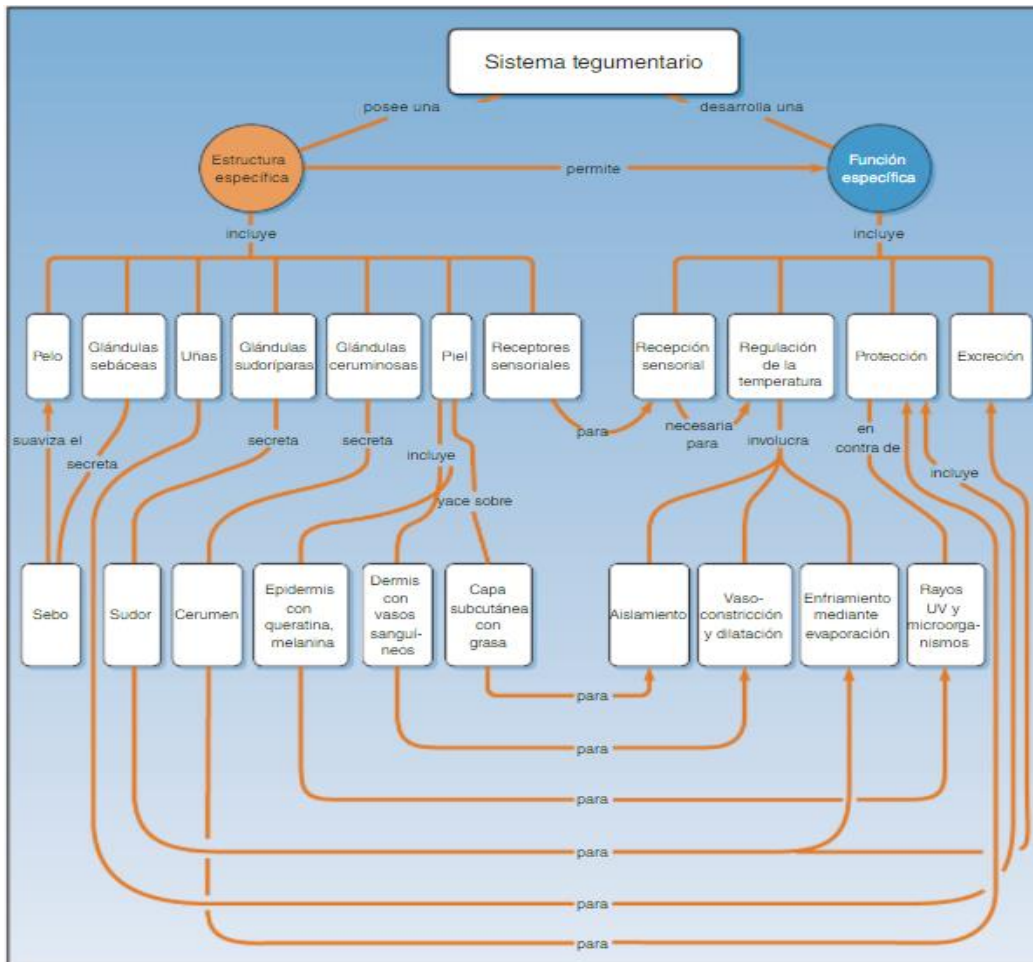 Sistema tegumentario
posee una
desarrolla una
Estructura
específica
permite
Función
específica
incluye
incluye
Pelo
Glándulas
sebáceas
Uñas
Glándulas
sudoríparas
Glándulas
ceruminosas
Piel
Receptores
sensoriales
Recepción
sensorial
Regulación
de la
temperatura
Protección
Excreción
suaviza el
secreta
secreta
secreta
incluye
yace sobre
para
necesaria
para
involucra
en
contra de
incluye
Sebo
Sudor
Cerumen
Epidermis
con
queratina,
melanina
Dermis
con
vasos
sanguí-
neos
Capa
subcutánea
con
grasa
Aislamiento
Vaso-
constricción
y dilatación
Enfriamiento
mediante
evaporación
Rayos
UV y
microorga-
nismos
para
para
para
para
para
para